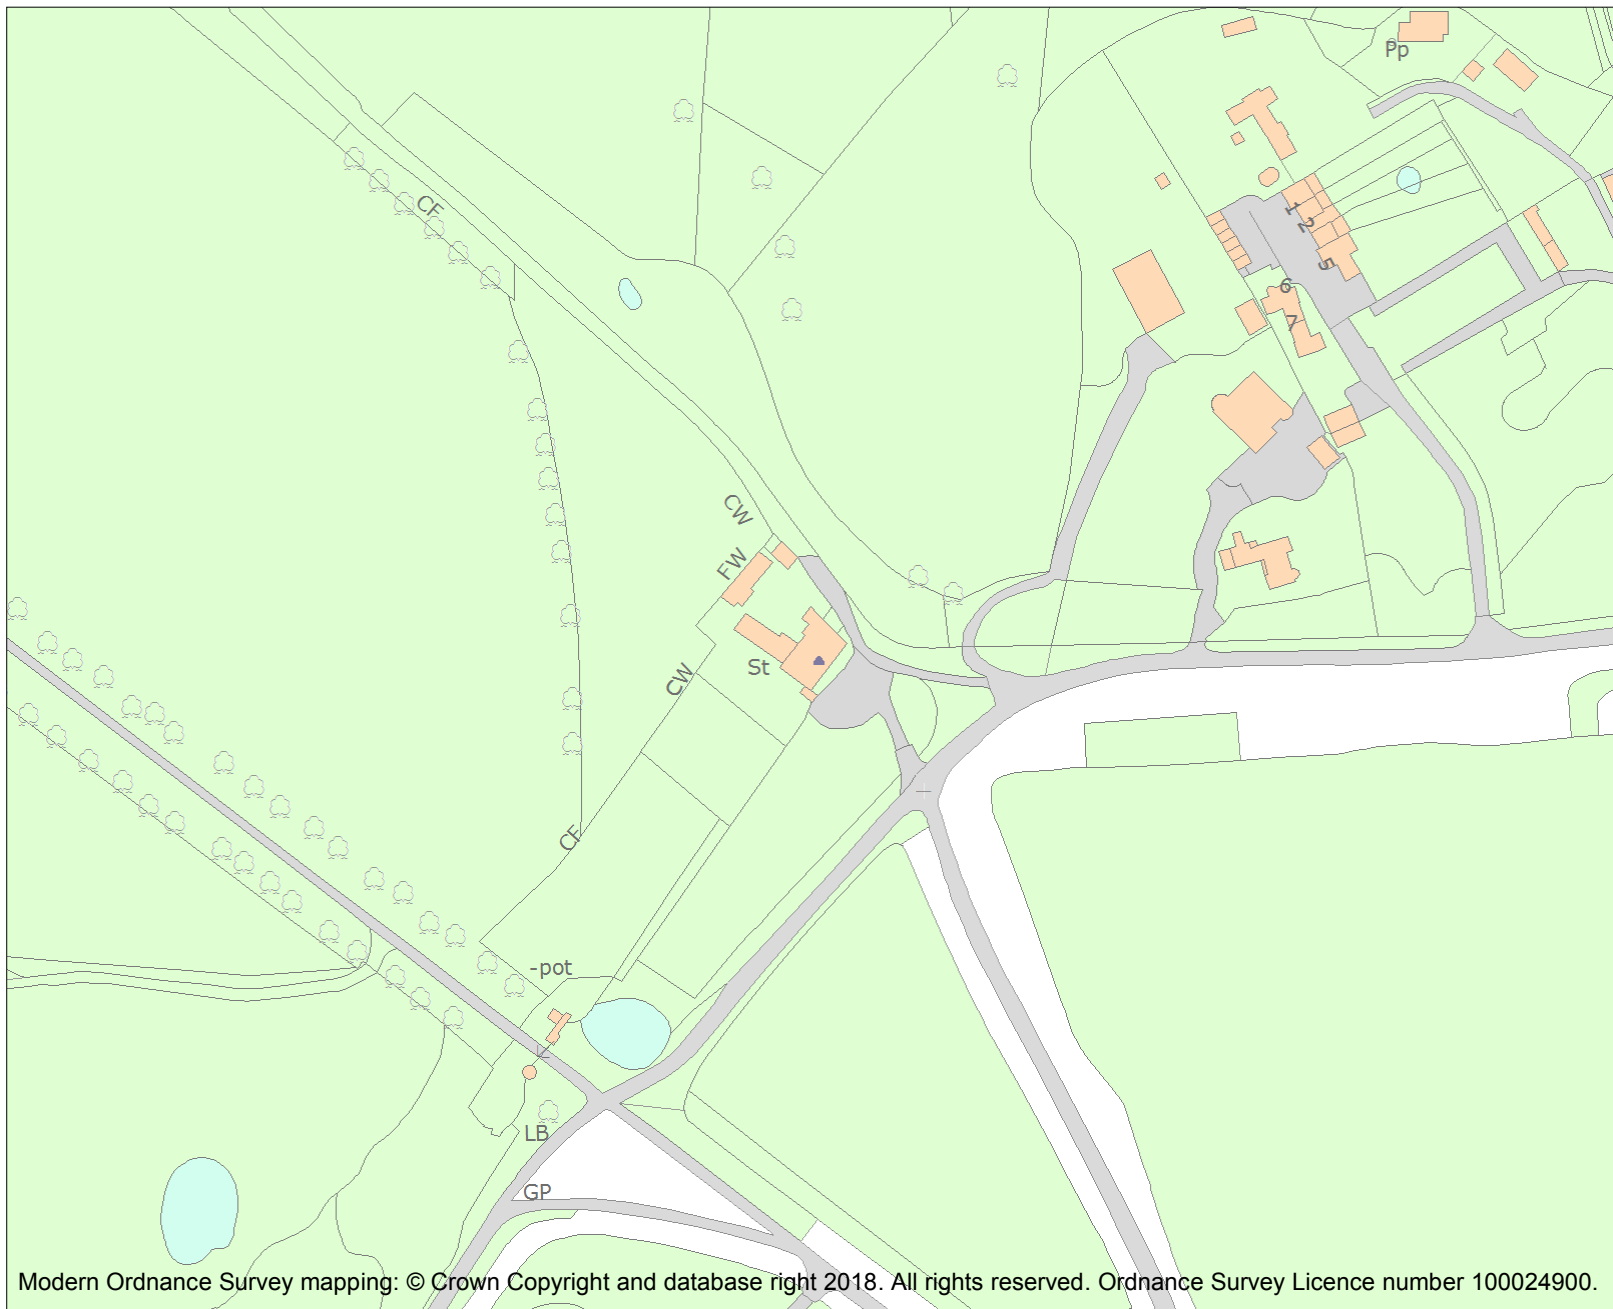 Pp
CF
1
2
5
6
7
CW
FW
St
CW
CF
-pot
LB
GP
Modern Ordnance Survey mapping: © Crown Copyright and database right 2018. All rights reserved. Ordnance Survey Licence number 100024900.